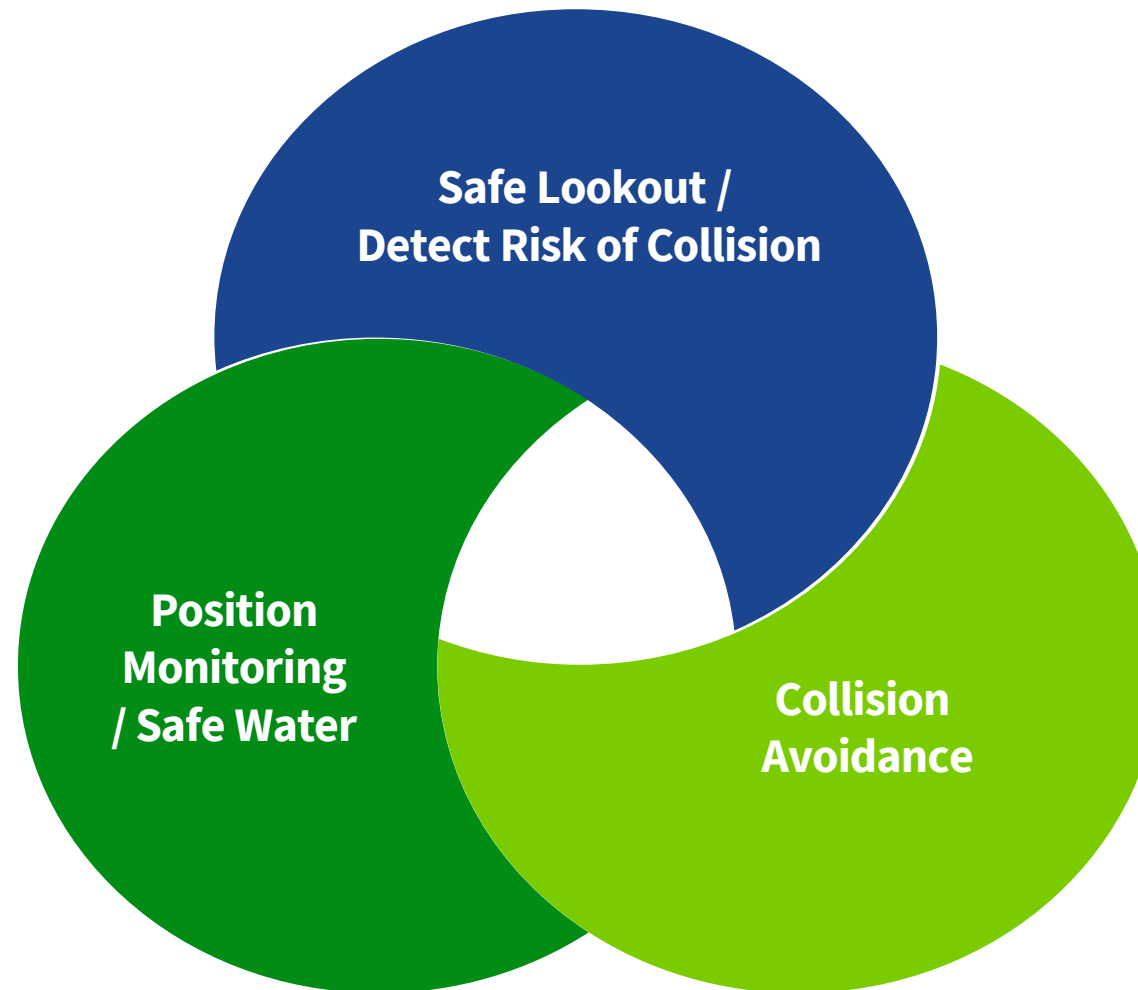 Safe Lookout /
Detect Risk of Collision
Position
Monitoring
/ Safe Water
Collision
Avoidance